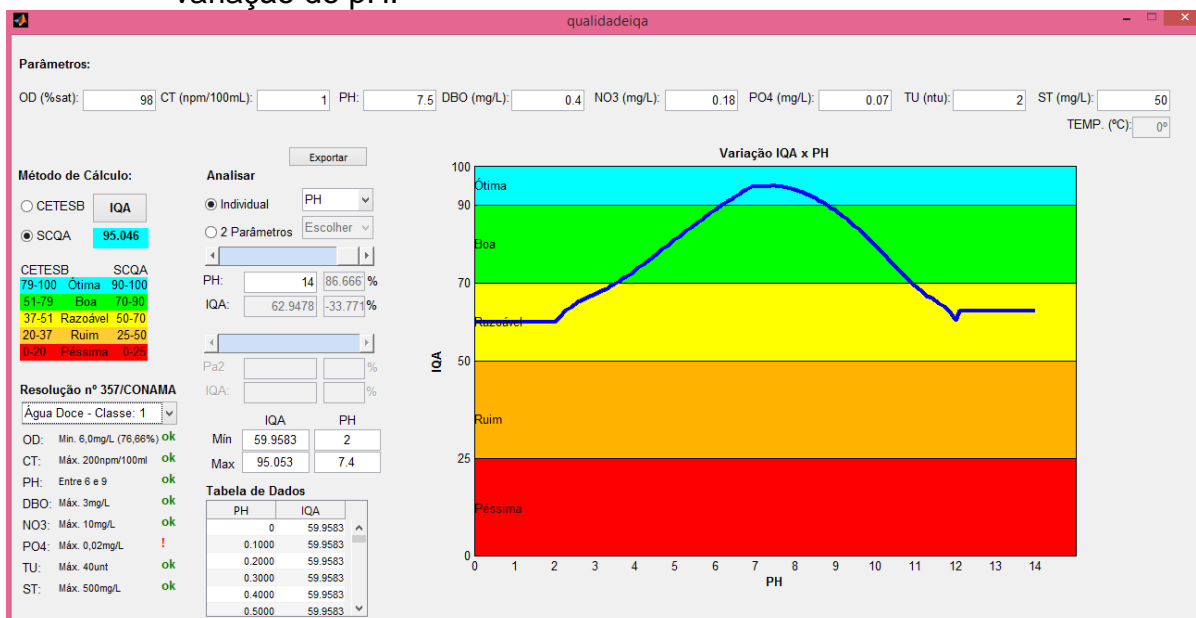 variação do pH.
qualidadeiqa
Parâmetros:
OD (%sat): 98 CT (npm/100mL): 1 PH: 7.5 DBO (mg/L): 0.4 NO3 (mg/L): 0.18 PO4 (mg/L): 0.07 TU (ntu): 2 ST (mg/L): 50
TEMP. (ºC): 0º
Exportar
Método de Cálculo:
CETESB IQA
SCQA 95.046
CETESB SCQA
79-100 Ótima 90-100
51-79 Boa 70-90
37-51 Razoável 50-70
20-37 Ruim 25-50
0-20 Péssima 0-25
Resolução nº 357/CONAMA
Água Doce - Classe: 1
OD: Min. 6,0mg/L (76,66%) ok
CT: Máx. 200npm/100ml ok
PH: Entre 6 e 9 ok
DBO: Máx. 3mg/L ok
NO3: Máx. 10mg/L ok
PO4: Máx. 0,02mg/L !
TU: Máx. 40unt ok
ST: Máx. 500mg/L ok
Analisar
Individual PH
2 Parâmetros Escolher
PH: 14 86.666 %
IQA: 62.9478 -33.771 %
Pa2 %
IQA: %
IQA PH
Mín 59.9583 2
Max 95.053 7.4
Tabela de Dados
PH IQA
0 59.9583
0.1000 59.9583
0.2000 59.9583
0.3000 59.9583
0.4000 59.9583
0.5000 59.9583
Variação IQA x PH
100
Ótima
90
Boa
70
Razoável
50
IQA
Ruim
25
Péssima
0
0 1 2 3 4 5 6 7 8 9 10 11 12 13 14
PH